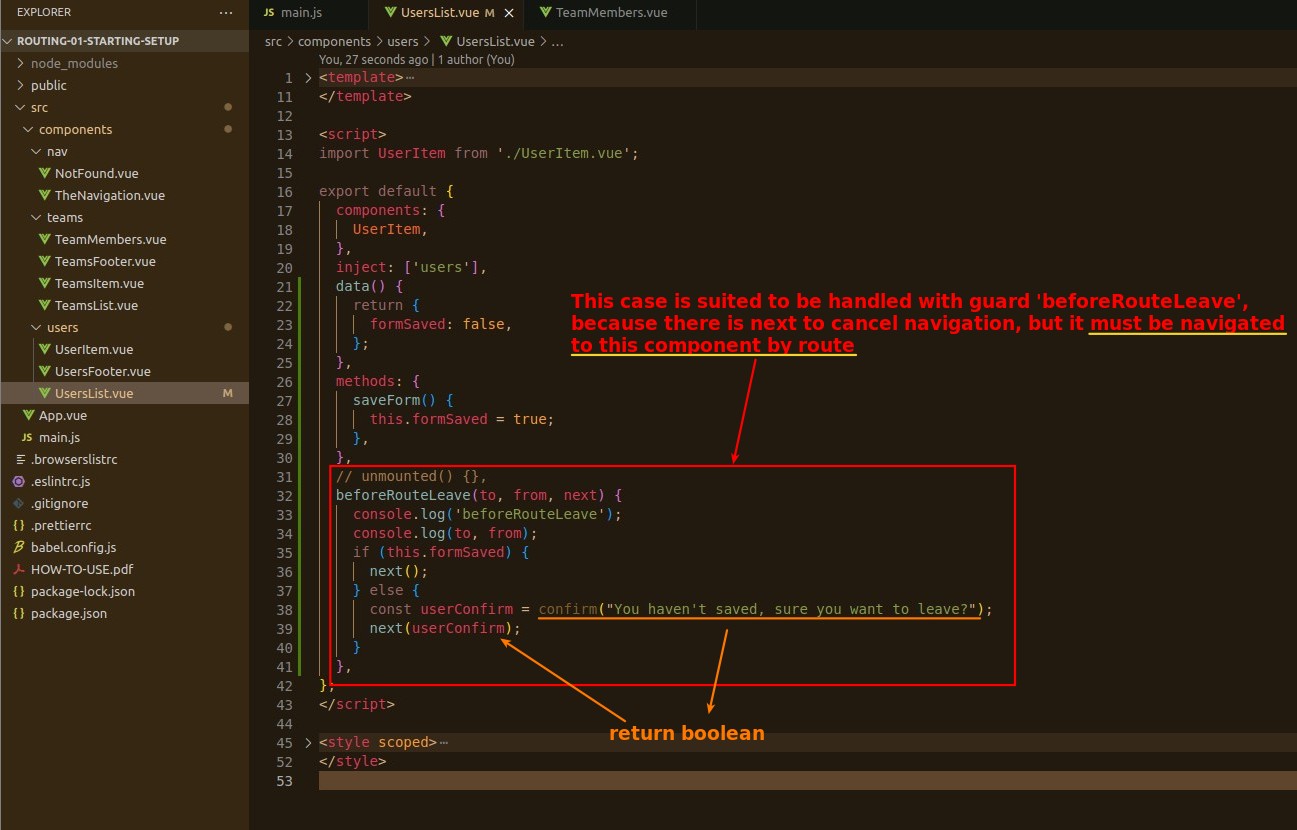 EXPLORER ...
JS main.js
UsersList.vue M ×
TeamMembers.vue
ROUTING-01-STARTING-SETUP
node_modules
public
src
components
nav
NotFound.vue
TheNavigation.vue
teams
TeamMembers.vue
TeamsFooter.vue
TeamsItem.vue
TeamsList.vue
users
UserItem.vue
UsersFooter.vue
UsersList.vue M
App.vue
JS main.js
.browserslistrc
.eslintrc.js
.gitignore
{} .prettierrc
babel.config.js
HOW-TO-USE.pdf
{} package-lock.json
{} package.json
src > components > users > UsersList.vue > ...
You, 27 seconds ago | 1 author (You)
1 > <template>...
11 </template>
12
13 <script>
14 import UserItem from './UserItem.vue';
15
16 export default {
17 components: {
18 UserItem,
19 },
20 inject: ['users'],
21 data() {
22 return {
23 formSaved: false,
24 };
25 },
26 methods: {
27 saveForm() {
28 this.formSaved = true;
29 },
30 },
31 // unmounted() {},
32 beforeRouteLeave(to, from, next) {
33 console.log('beforeRouteLeave');
34 console.log(to, from);
35 if (this.formSaved) {
36 next();
37 } else {
38 const userConfirm = confirm("You haven't saved, sure you want to leave?");
39 next(userConfirm);
40 }
41 },
42 };
43 </script>
44
45 > <style scoped>...
52 </style>
53
This case is suited to be handled with guard 'beforeRouteLeave',
because there is next to cancel navigation, but it must be navigated
to this component by route
return boolean